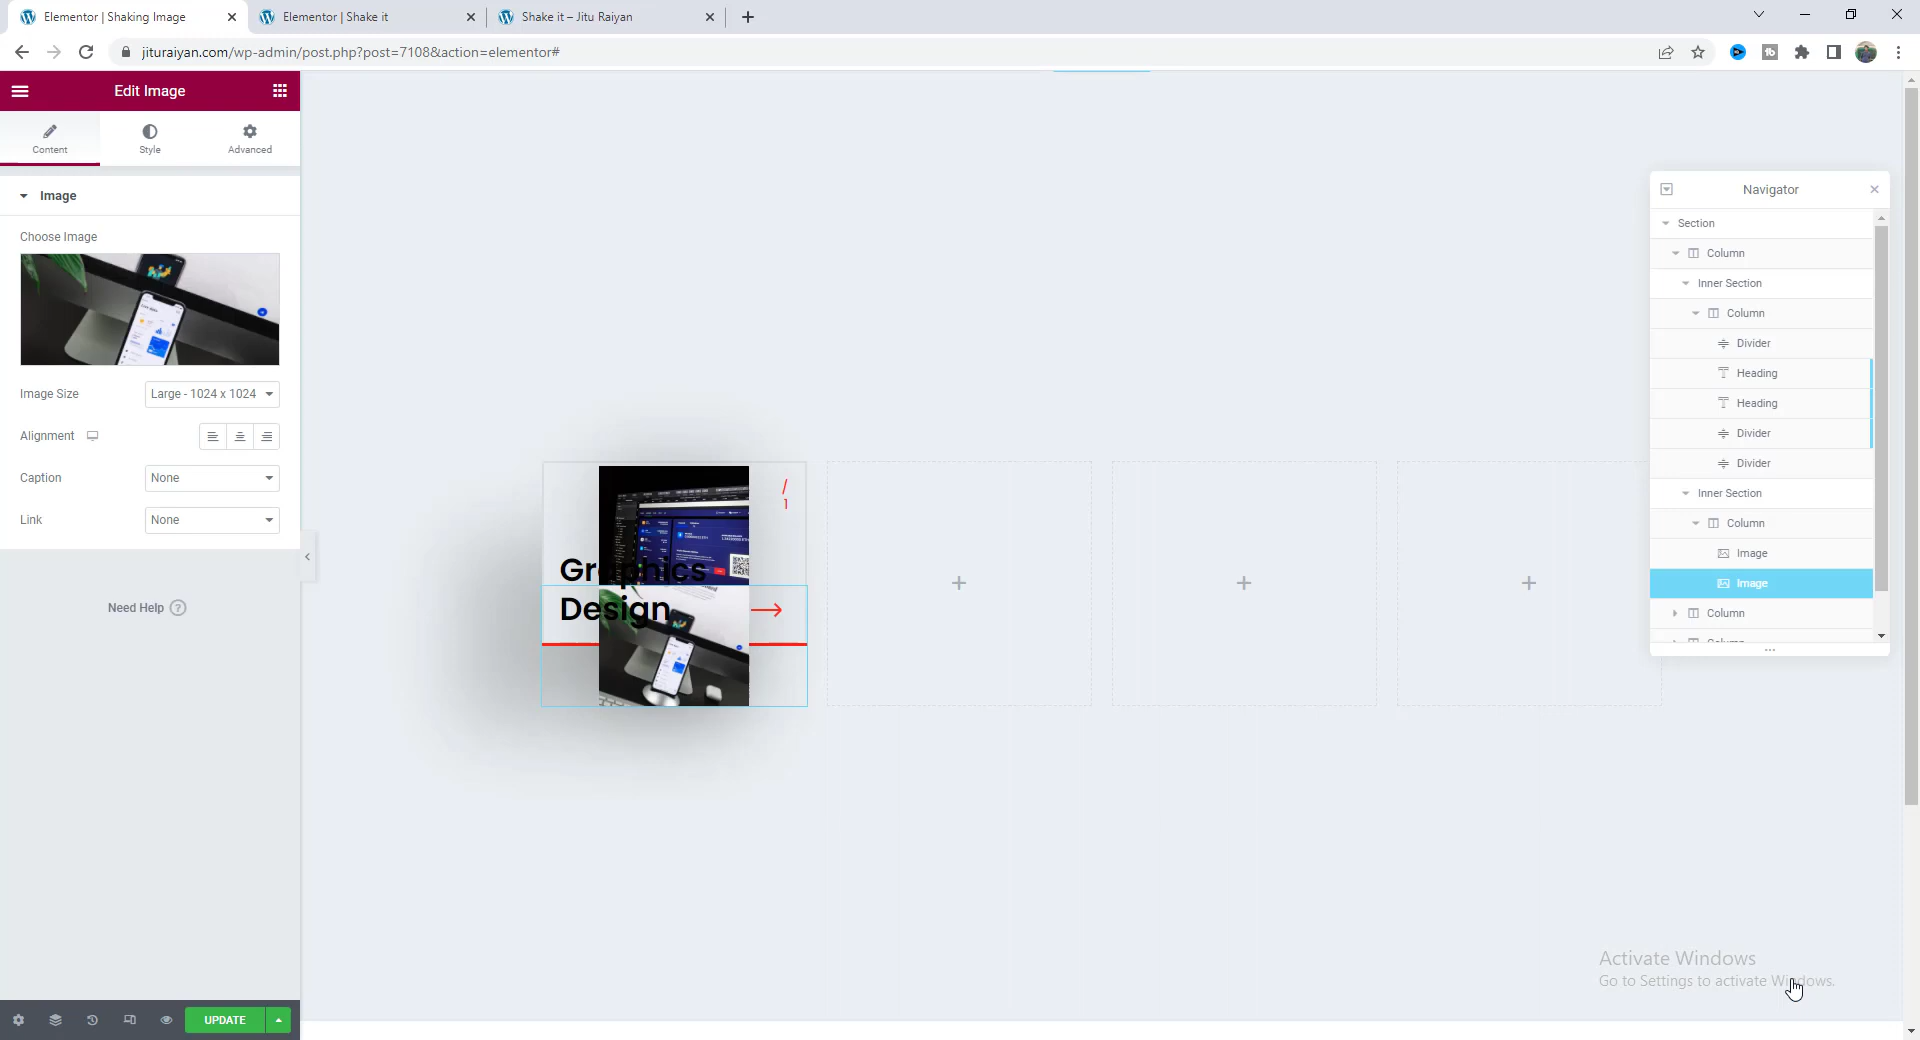 Elementor | Shaking Image
Elementor | Shake it
Shake it – Jitu Raiyan
jituraiyan.com/wp-admin/post.php?post=7108&action=elementor#
Edit Image
Content
Style
Advanced
Image
Choose Image
Image Size
Large - 1024 x 1024
Alignment
Caption
None
Link
None
Need Help ?
UPDATE
/
1
Graphics
Design
Navigator
Section
Column
Inner Section
Column
Divider
Heading
Heading
Divider
Divider
Inner Section
Column
Image
Image
Column
Activate Windows
Go to Settings to activate Windows.